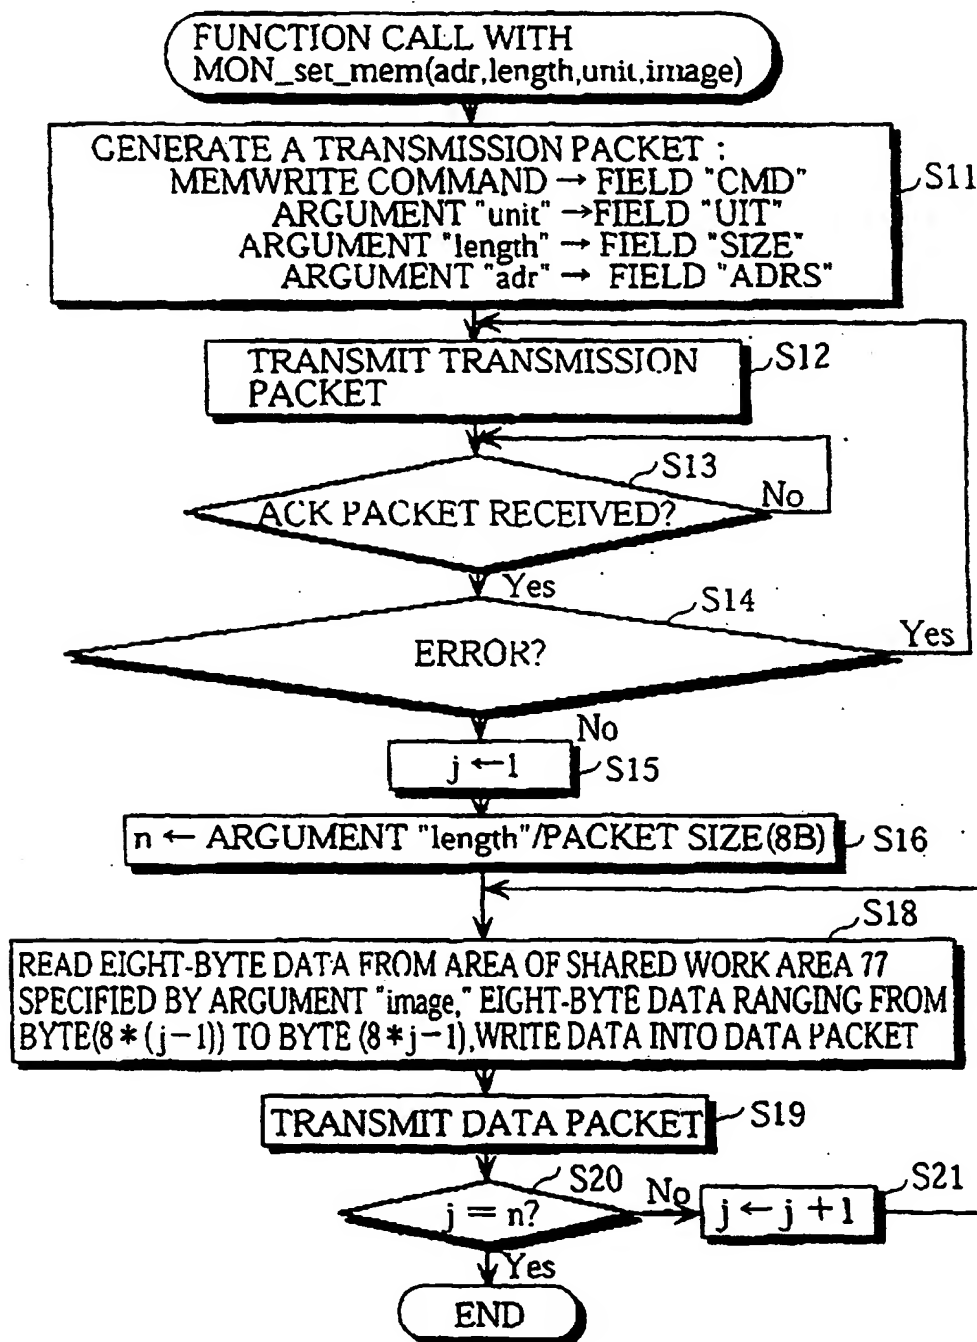 FUNCTION CALL WITH
MON_set_mem(adr,length,unit,image)
GENERATE A TRANSMISSION PACKET :
MEMWRITE COMMAND → FIELD "CMD"
S11
ARGUMENT "unit" →FIELD "UIT"
ARGUMENT "length" → FIELD "SIZE"
ARGUMENT "adr" → FIELD "ADRS"
TRANSMIT TRANSMISSION
S12
PACKET
S13
ACK PACKET RECEIVED?
No
Yes
S14
ERROR?
Yes
No
j ←1
S15
n ← ARGUMENT "length"/PACKET SIZE(8B)
S16
S18
READ EIGHT-BYTE DATA FROM AREA OF SHARED WORK AREA 77
SPECIFIED BY ARGUMENT "image," EIGHT-BYTE DATA RANGING FROM
BYTE(8*(j−1)) TO BYTE (8*j−1),WRITE DATA INTO DATA PACKET
TRANSMIT DATA PACKET
S19
S20
j = n?
No
j ← j + 1
S21
Yes
END